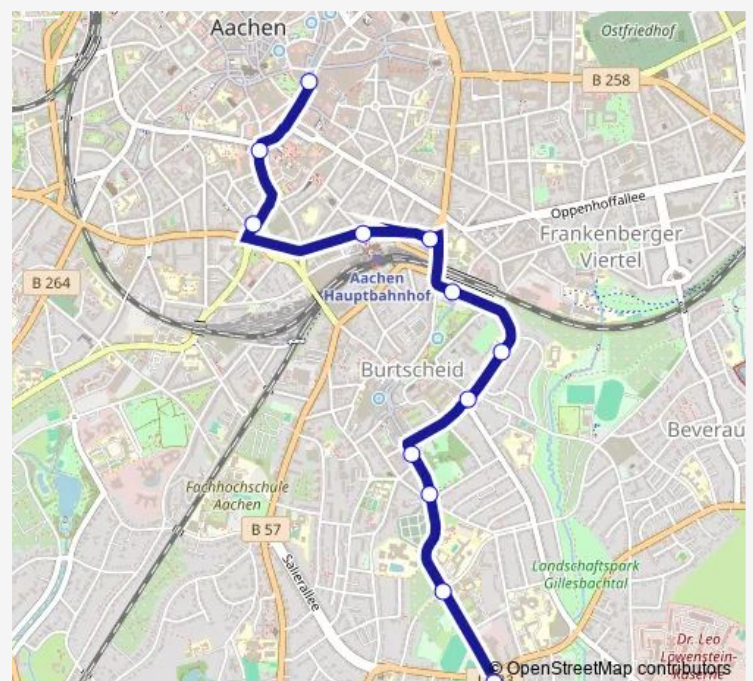 Aachen
Ostfriedhof
B 258
Oppenhoffallee
Frankenberger
Viertel
B 264
Aachen
Hauptbahnhof
Burtscheid
Beverau
Fachhochschule
Aachen
B 57
Salierallee
Landschaftspark
Gillesbachtal
Dr. Leo
Löwenstein-
Kaserne
© OpenStreetMap contributors